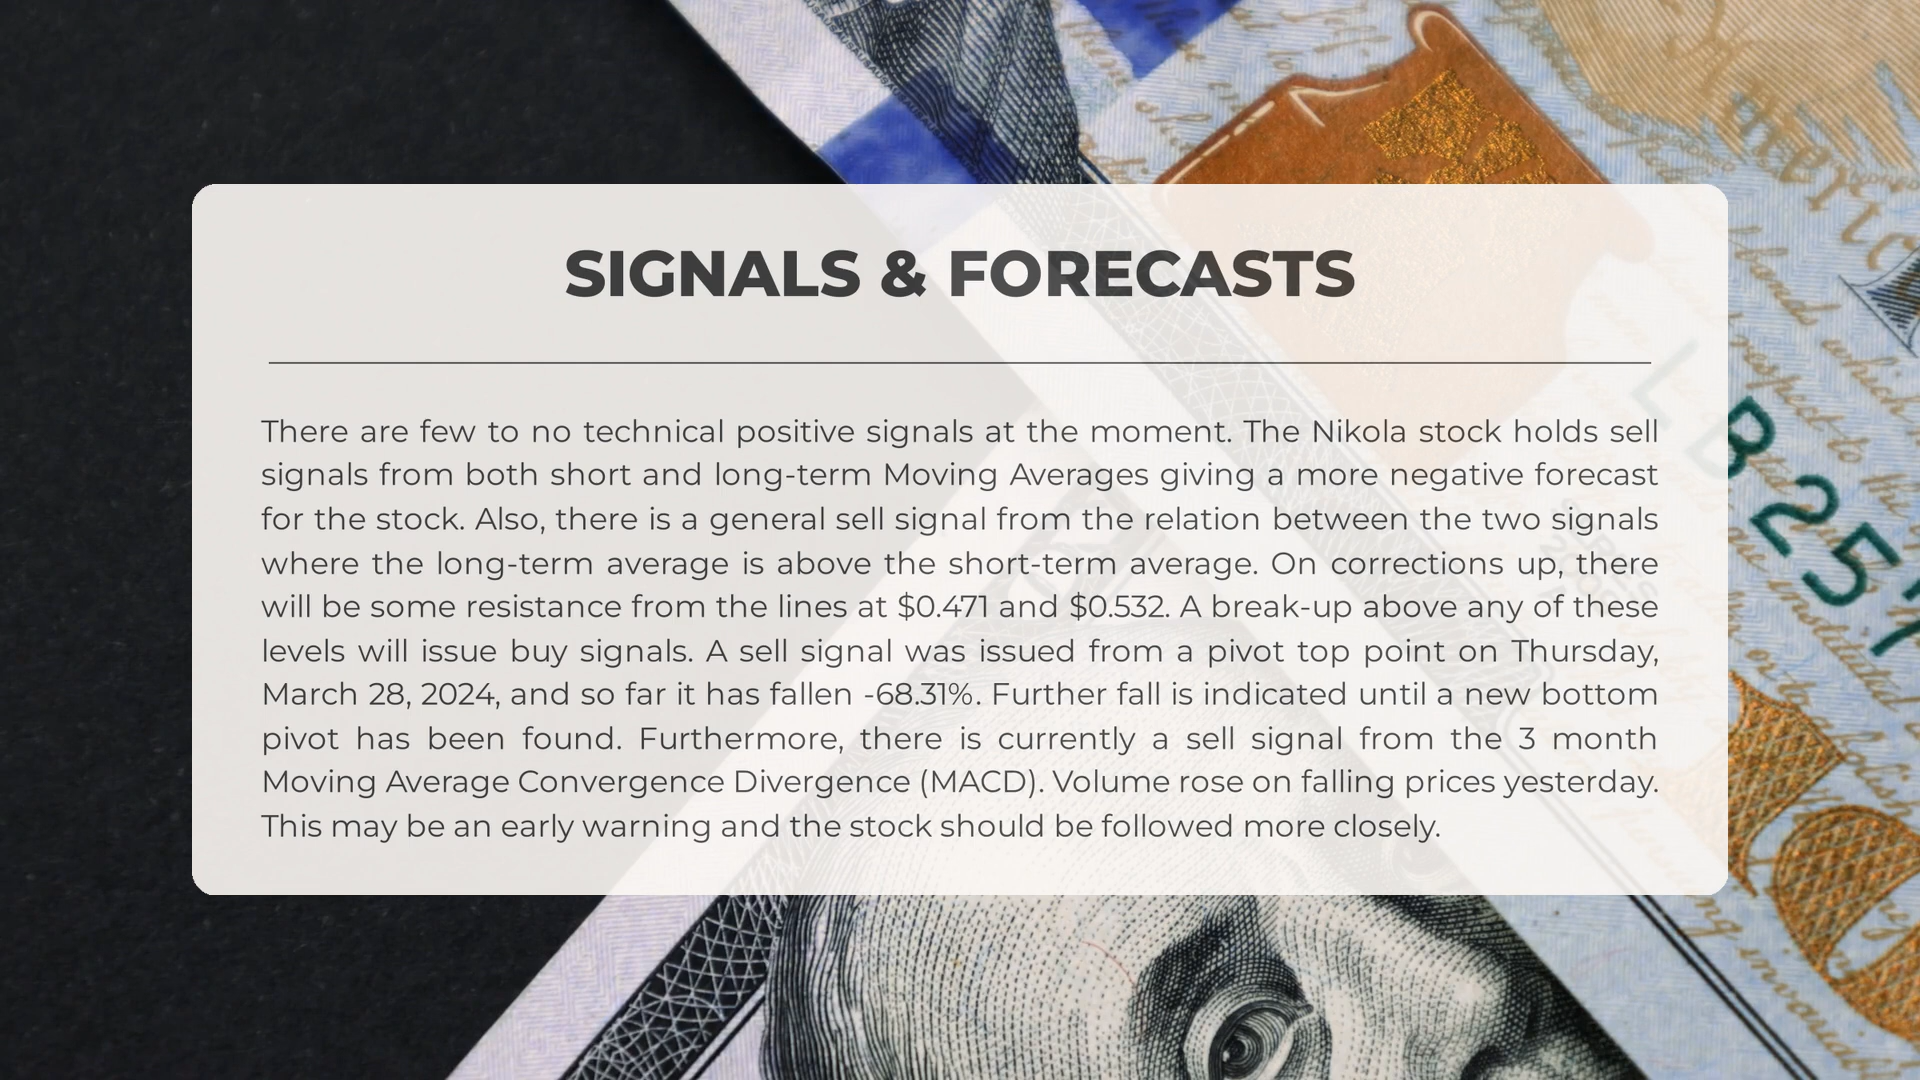 SIGNALS & FORECASTS
There are few to no technical positive signals at the moment. The Nikola stock holds sell
signals from both short and long-term Moving Averages giving a more negative forecast
for the stock. Also, there is a general sell signal from the relation between the two signals
where the long-term average is above the short-term average. On corrections up, there
will be some resistance from the lines at $0.471 and $0.532. A break-up above any of these
levels will issue buy signals. A sell signal was issued from a pivot top point on Thursday,
March 28, 2024, and so far it has fallen -68.31%. Further fall is indicated until a new bottom
pivot has been found. Furthermore, there is currently a sell signal from the 3 month
Moving Average Convergence Divergence (MACD). Volume rose on falling prices yesterday.
This may be an early warning and the stock should be followed more closely.
L B 25